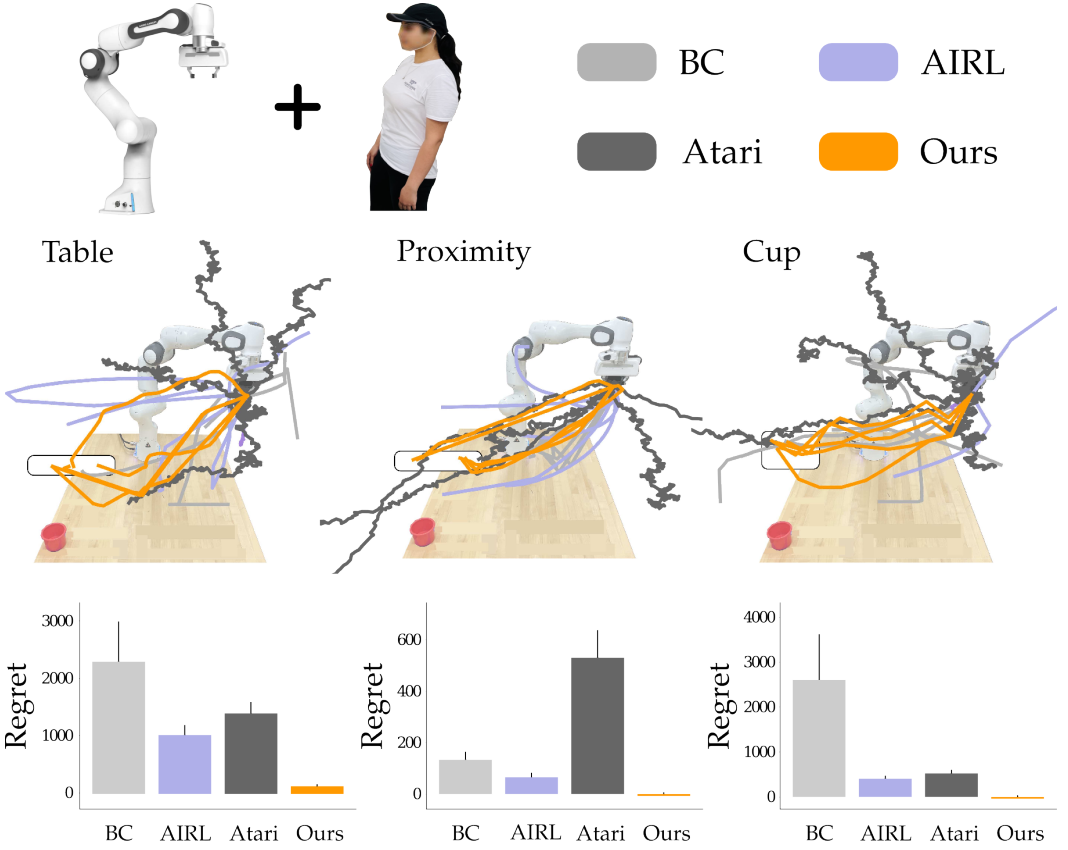 BC
AIRL
Atari
Ours
Table
Proximity
Cup
Regret
3000
2000
1000
0
BC
AIRL
Atari
Ours
Regret
600
400
200
0
BC
AIRL
Atari
Ours
Regret
4000
3000
2000
1000
0
BC
AIRL
Atari
Ours